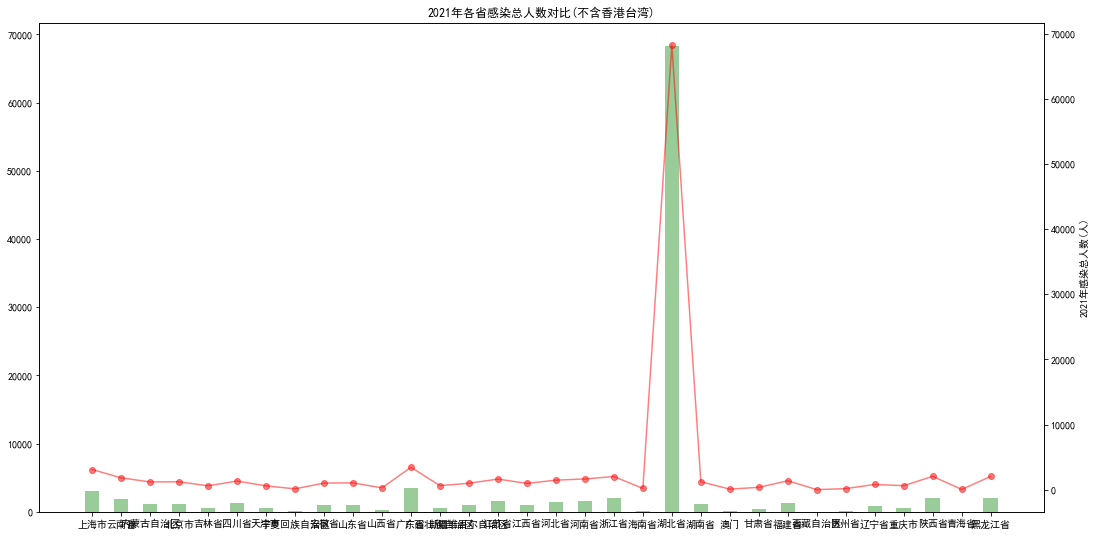 2021年各省感染总人数对比(不含香港台湾)
70000
60000
50000
40000
30000
20000
10000
0
70000
60000
50000
40000
30000
20000
10000
0
2021年感染总人数(人)
上海市
云南省
内蒙古自治区
北京市
吉林省
四川省
天津市
宁夏回族自治区
安徽省
山东省
山西省
广东省
江西省
河北省
河南省
浙江省
海南省
湖北省
湖南省
澳门
甘肃省
福建省
西藏自治区
贵州省
辽宁省
重庆市
陕西省
青海省
黑龙江省